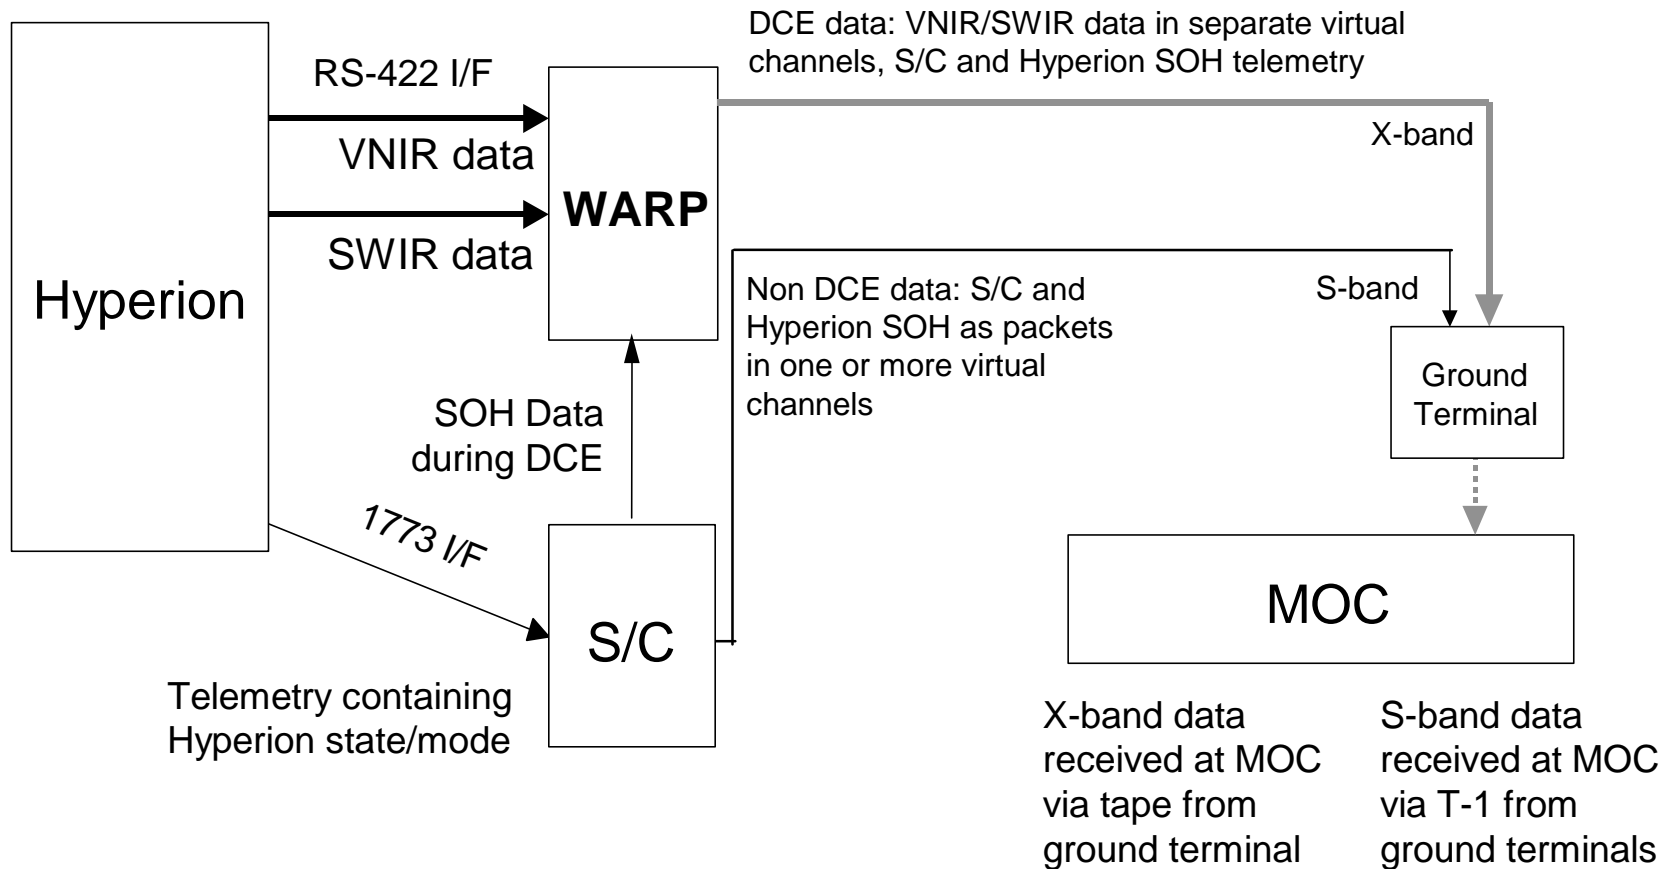 DCE data: VNIR/SWIR data in separate virtual
channels, S/C and Hyperion SOH telemetry
RS-422 I/F
X-band
VNIR data
WARP
SWIR data
Hyperion
Non DCE data: S/C and
Hyperion SOH as packets
in one or more virtual
channels
S-band
Ground
Terminal
SOH Data
during DCE
1773 I/F
MOC
S/C
Telemetry containing
Hyperion state/mode
X-band data
received at MOC
via tape from
ground terminal
S-band data
received at MOC
via T-1 from
ground terminals